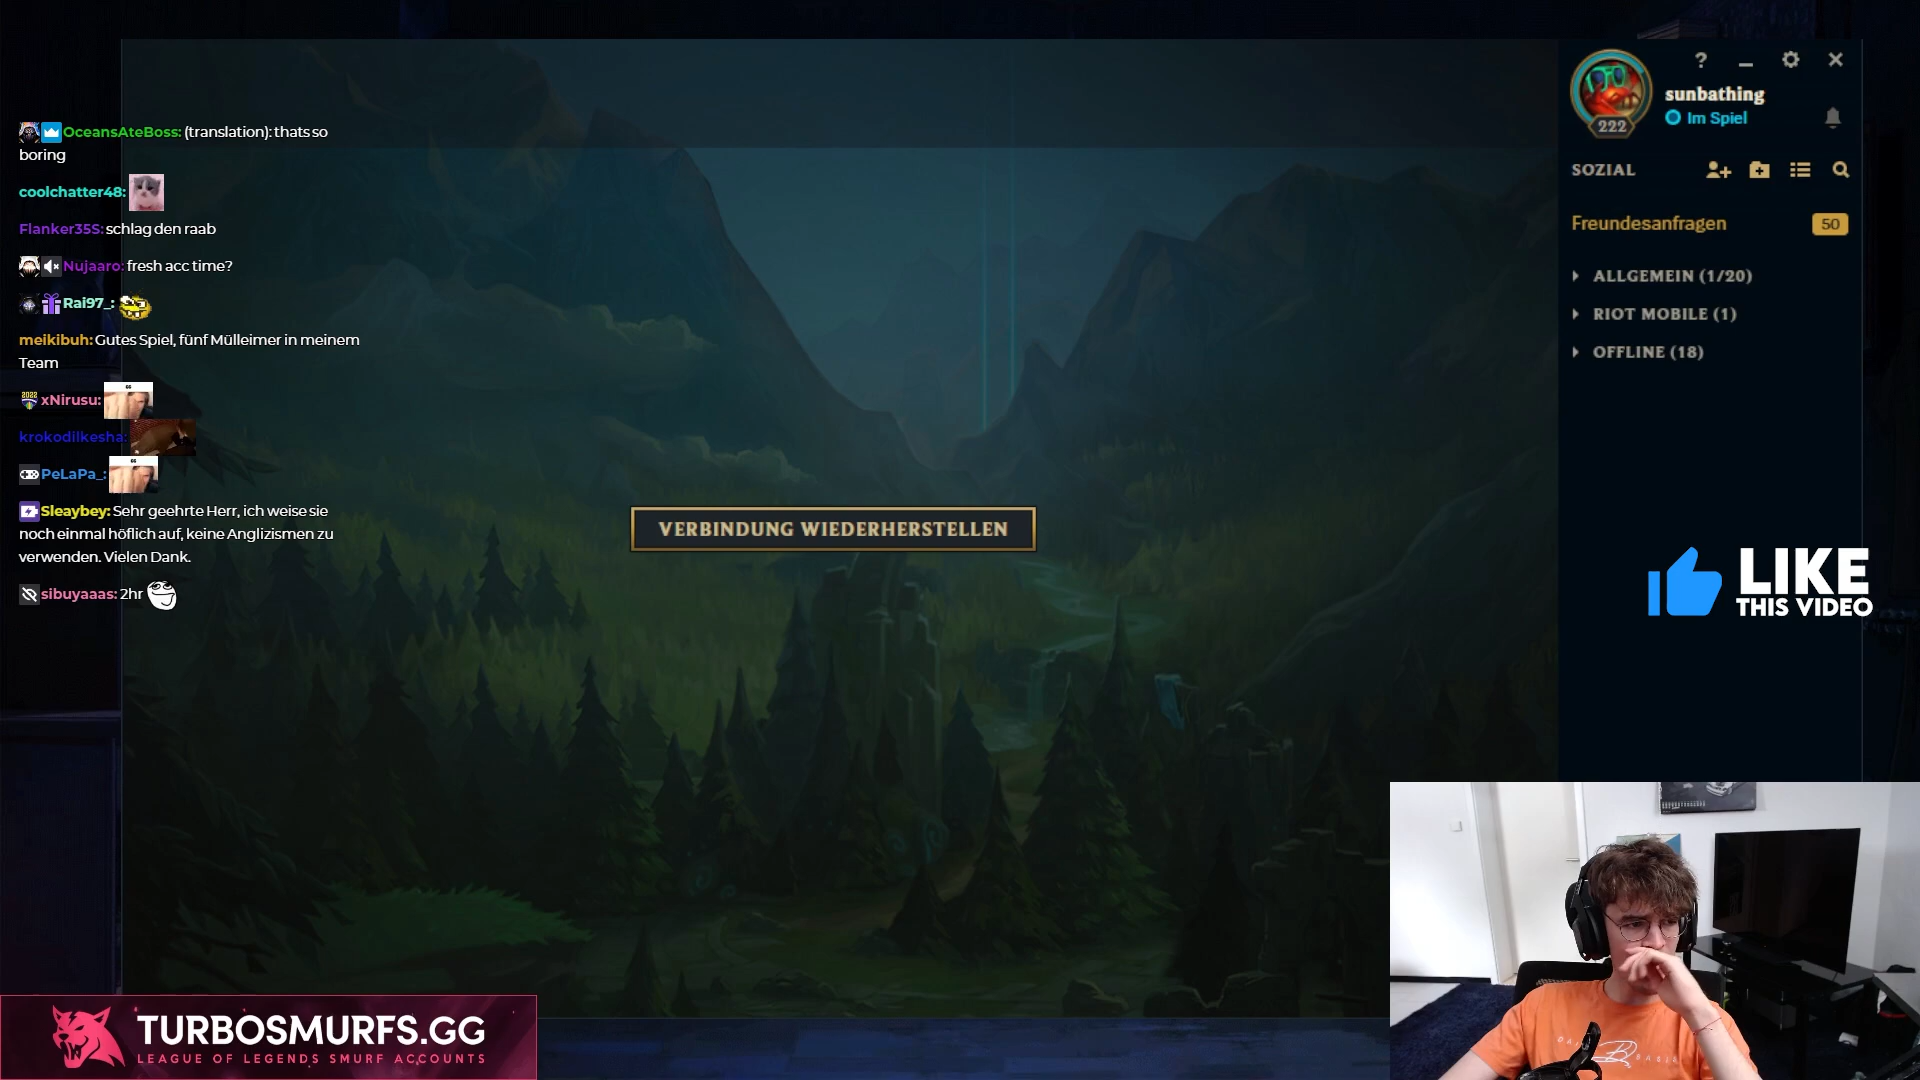 OceansAteBoss: (translation): thats so
boring
coolchatter48:
Flanker35S: schlag den raab
Nujaaro: fresh acc time?
Rai97_:
meikibuh: Gutes Spiel, fünf Mülleimer in meinem
Team
xNirusu:
krokodilkesha:
PeLaPa_:
Sleaybey: Sehr geehrte Herr, ich weise sie
noch einmal höflich auf, keine Anglizismen zu
verwenden. Vielen Dank.
sibuyaaas: 2hr
VERBINDUNG WIEDERHERSTELLEN
?
sunbathing
Im Spiel
222
SOZIAL
Freundesanfragen 50
ALLGEMEIN (1/20)
RIOT MOBILE (1)
OFFLINE (18)
LIKE
THIS VIDEO
TURBOSMURFS.GG
LEAGUE OF LEGENDS SMURF ACCOUNTS